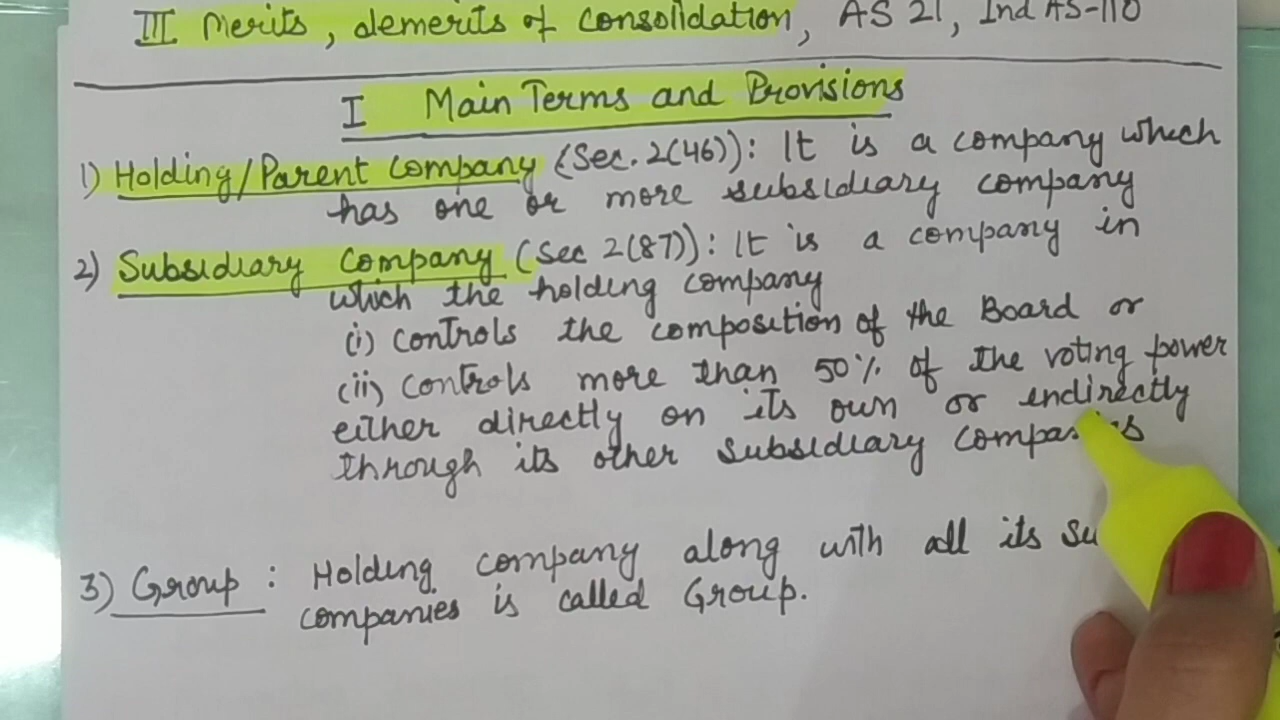 III Merits, demerits of consolidation, AS 21, Ind AS-110
I Main Terms and Provisions
1) Holding/Parent Company (Sec. 2(46)): It is a company which
has one or more subsidiary company
2) Subsidiary Company (Sec 2(87)): It is a company in
which the holding company
(i) controls the composition of the Board or
(ii) controls more than 50% of the voting power
either directly on its own or indirectly
through its other subsidiary
3) Group: Holding company along with all its
companies is called Group.